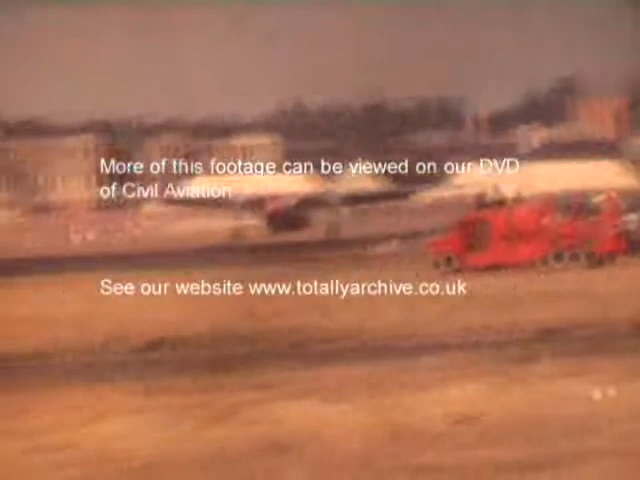 More of this footage can be viewed on our DVD
of Civil Aviation
See our website www.totallyarchive.co.uk